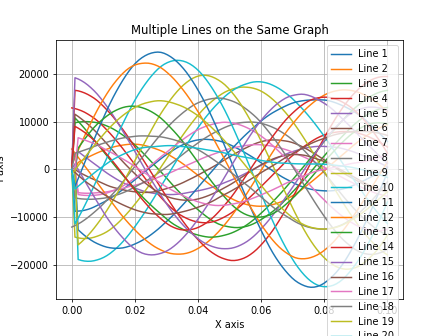 Multiple Lines on the Same Graph
20000
10000
0
−10000
−20000
0.00
0.02
0.04
0.06
X axis
Line 1
Line 2
Line 3
Line 4
Line 5
Line 6
Line 7
Line 8
Line 9
Line 10
Line 11
Line 12
Line 13
Line 14
Line 15
Line 16
Line 17
Line 18
Line 19
Line 20